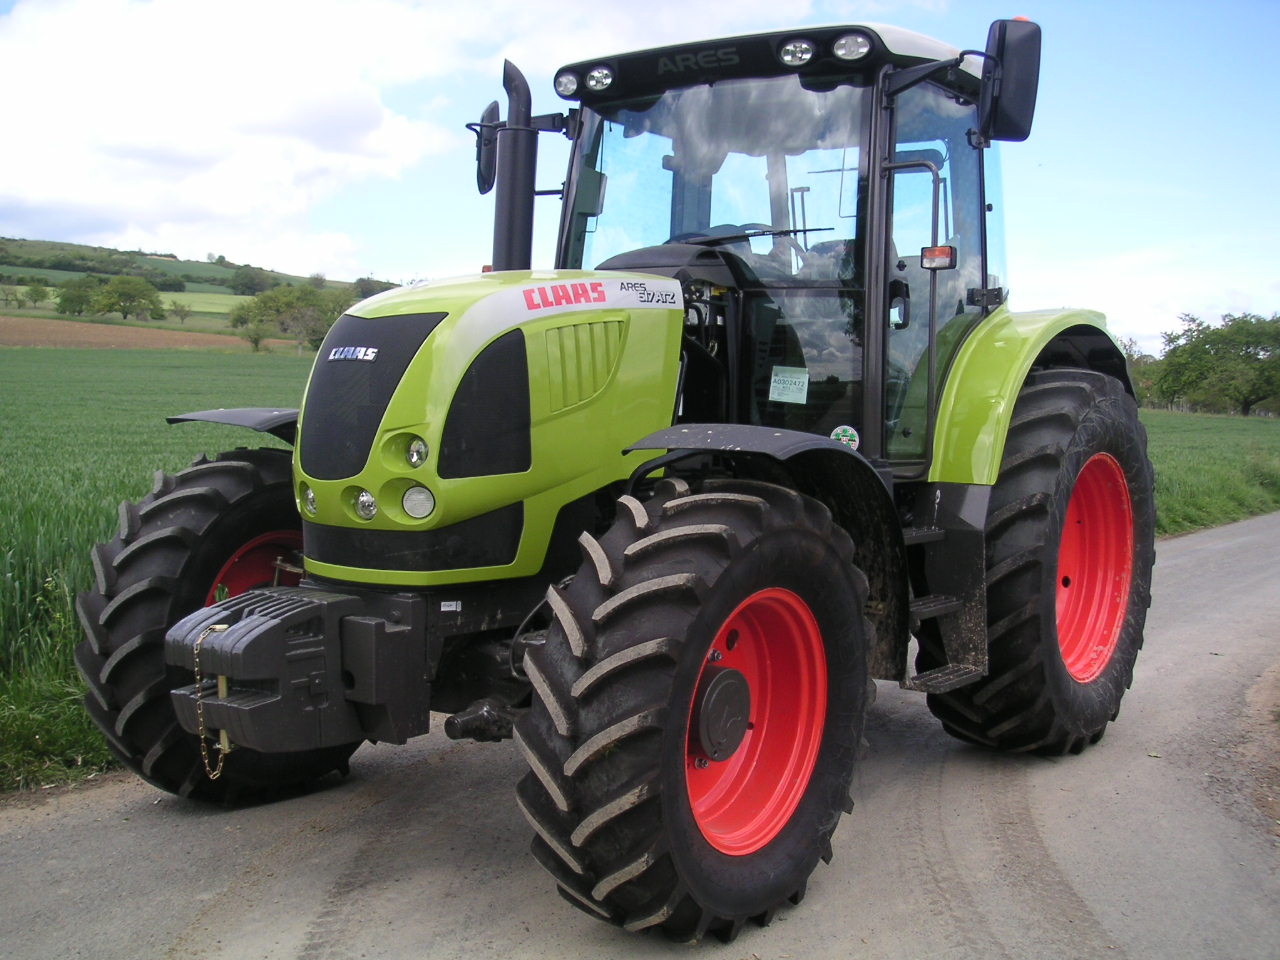 ARES
CLAAS
ARES
617 ATZ
CLAAS
A0302472